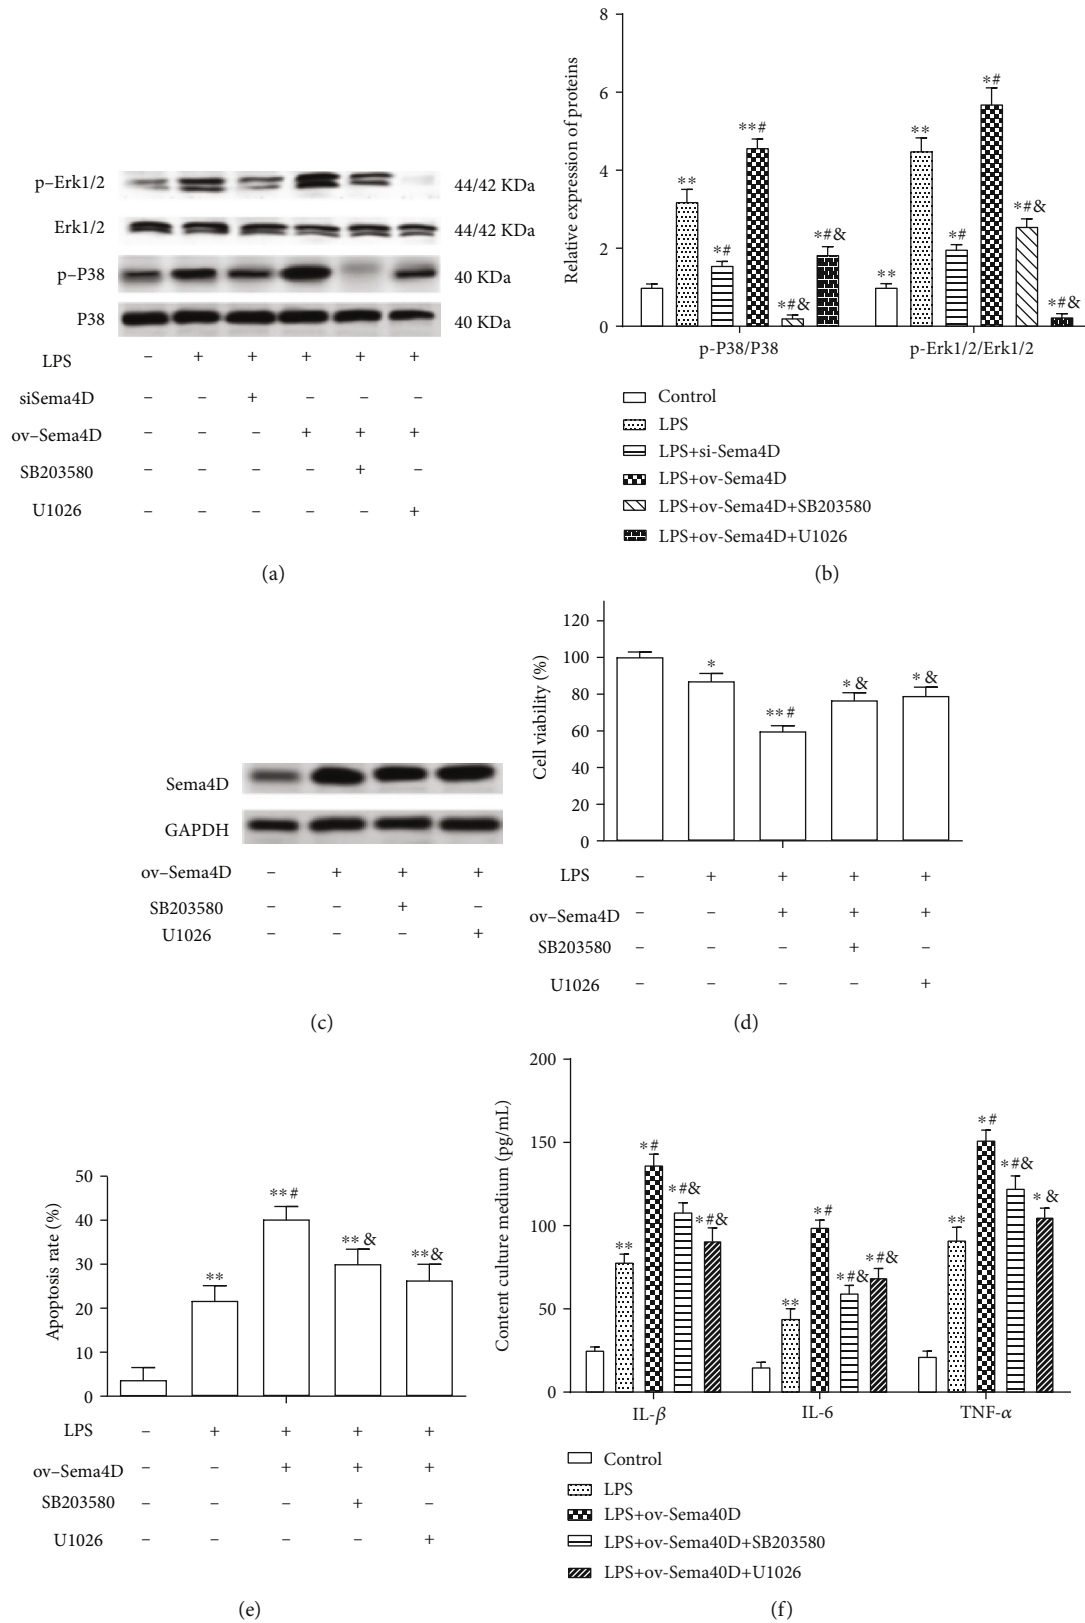 p–Erk1/2 44/42 KDa
Erk1/2 44/42 KDa
p–P38 40 KDa
P38 40 KDa
LPS – + + + + +
siSema4D – – + – – –
ov–Sema4D – – – + + +
SB203580 – – – – + –
U1026 – – – – – +
(a)
Relative expression of proteins
8
6
4
2
0
** *# **# *#& *#&
** ** *# *# *#& *#&
p-P38/P38 p-Erk1/2/Erk1/2
Control
LPS
LPS+si-Sema4D
LPS+ov-Sema4D
LPS+ov-Sema4D+SB203580
LPS+ov-Sema4D+U1026
(b)
Sema4D
GAPDH
ov–Sema4D – + + +
SB203580 – – + –
U1026 – – – +
(c)
Cell viability (%)
120
100
80
60
40
20
0
* **# *& *&
LPS – + + + +
ov–Sema4D – – + + +
SB203580 – – – + –
U1026 – – – – +
(d)
Apoptosis rate (%)
50
40
30
20
10
0
** **# **& **&
LPS – + + + +
ov–Sema4D – – + + +
SB203580 – – – + –
U1026 – – – – +
(e)
Content culture medium (pg/mL)
200
150
100
50
0
** *# *#& *#&
** *# *#& *#&
** *# *#& *&
IL-β IL-6 TNF-α
Control
LPS
LPS+ov-Sema40D
LPS+ov-Sema40D+SB203580
LPS+ov-Sema40D+U1026
(f)